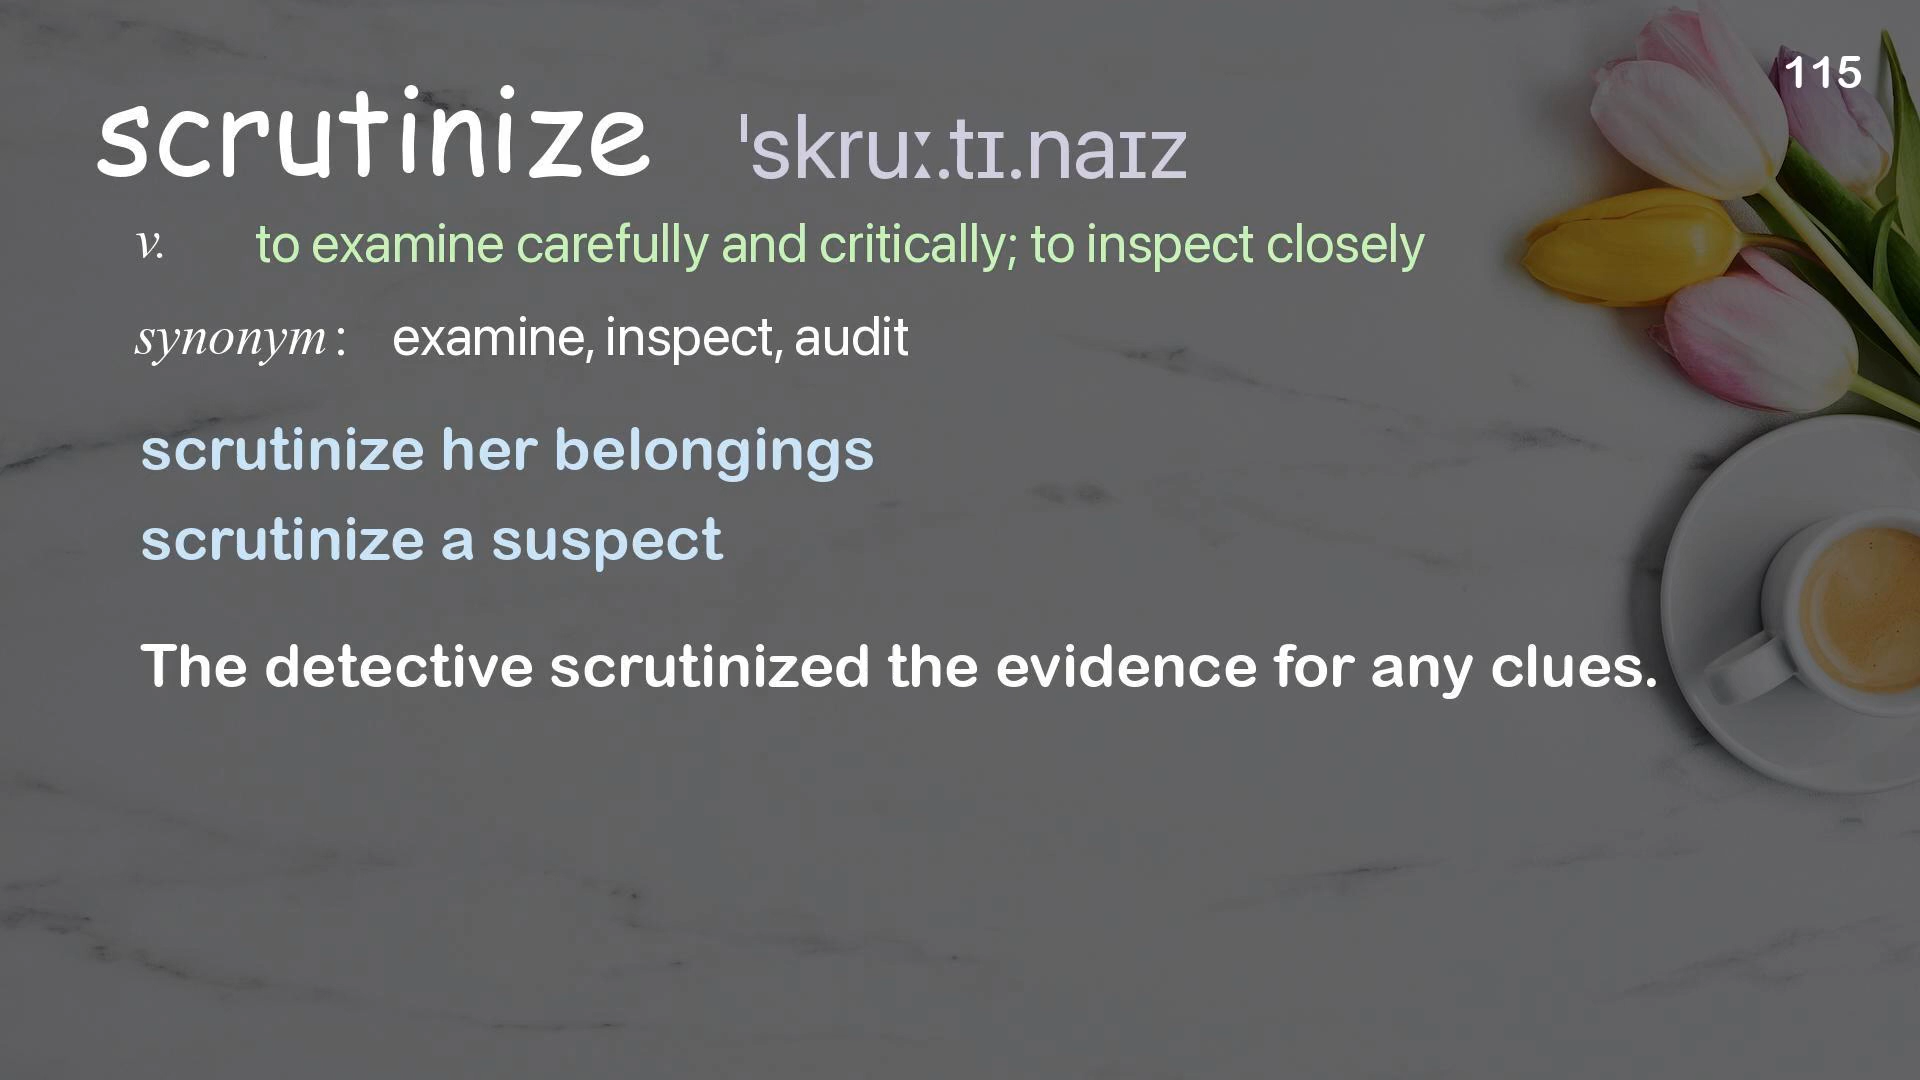 115
scrutinize ˈskruː.tɪ.naɪz
v. to examine carefully and critically; to inspect closely
synonym: examine, inspect, audit
scrutinize her belongings
scrutinize a suspect
The detective scrutinized the evidence for any clues.